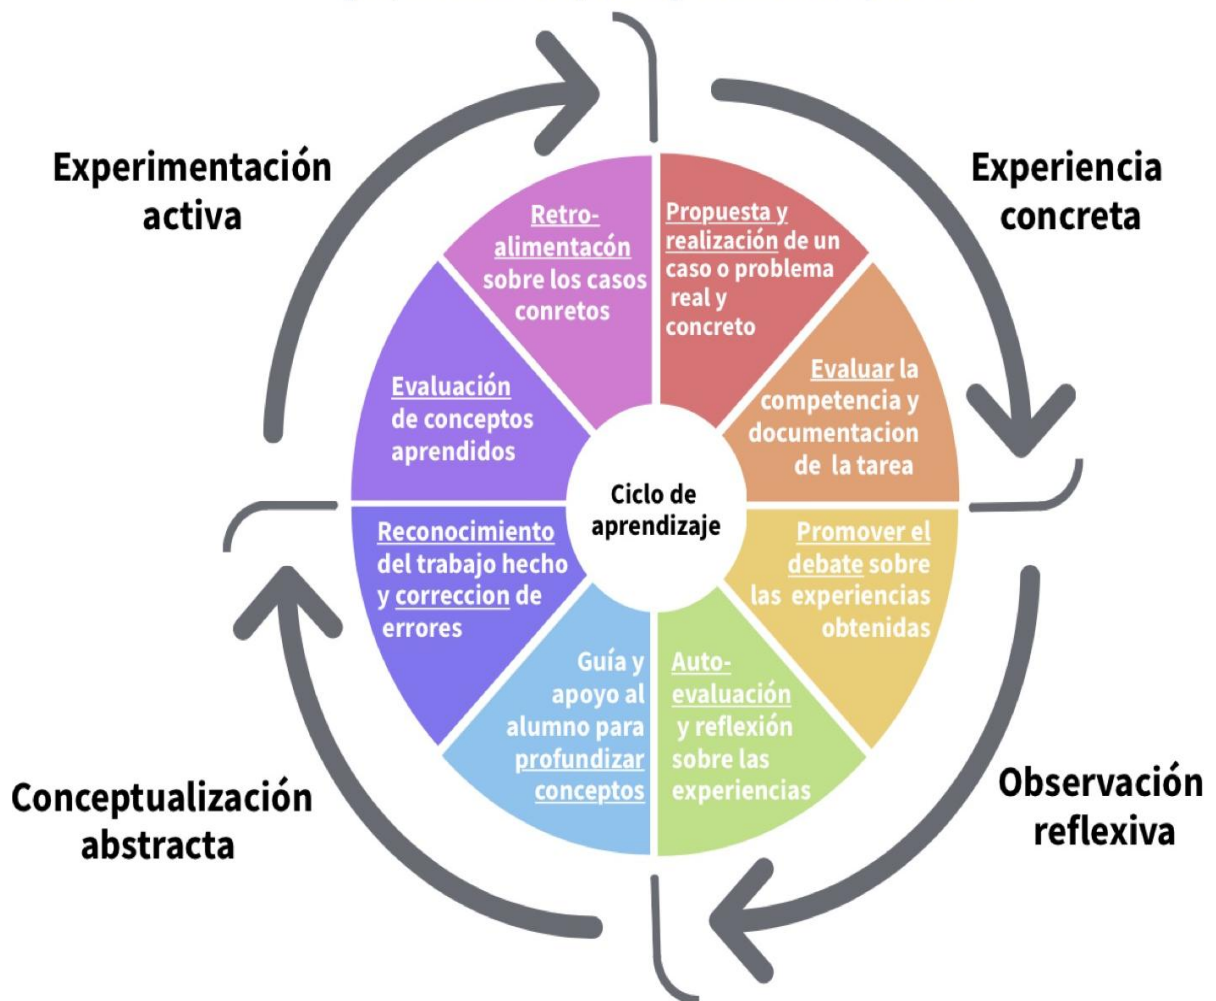 Experimentación
activa
Experiencia
concreta
Retro-
alimentacón
sobre los casos
conretos
Propuesta y
realización de un
caso o problema
real y
concreto
Evaluar la
competencia y
documentacion
de la tarea
Promover el
debate sobre
las experiencias
obtenidas
Auto-
evaluación
y reflexión
sobre las
experiencias
Guía y
apoyo al
alumno para
profundizar
conceptos
Reconocimiento
del trabajo hecho
y correccion de
errores
Evaluación
de conceptos
aprendidos
Ciclo de
aprendizaje
Conceptualización
abstracta
Observación
reflexiva